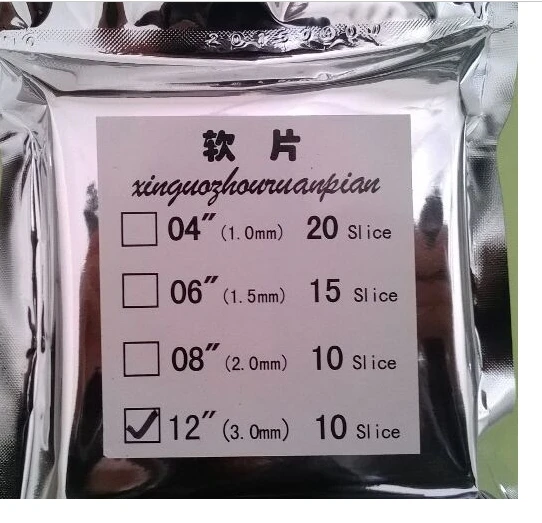 软 片
xinguozhouruanpian
04″ (1.0mm) 20 Slice
06″ (1.5mm) 15 Slice
08″ (2.0mm) 10 Slice
12″ (3.0mm) 10 Slice